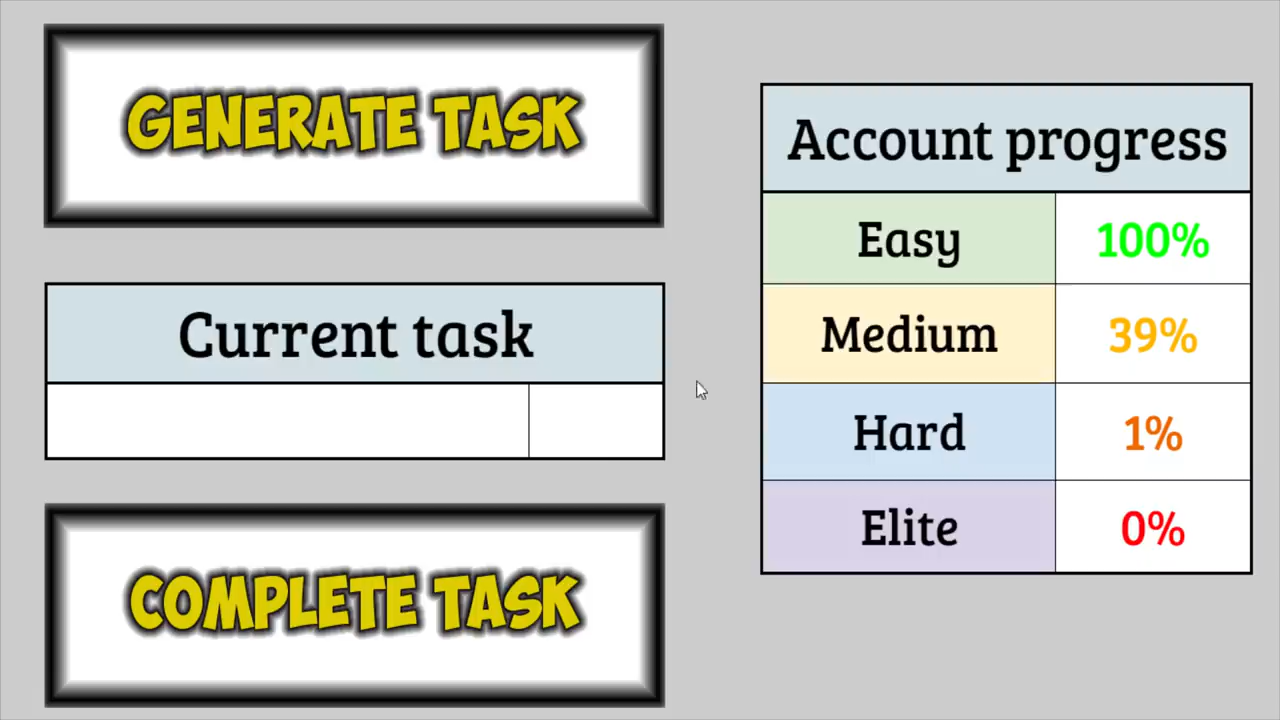 GENERATE TASK
Current task
COMPLETE TASK
Account progress
Easy 100%
Medium 39%
Hard 1%
Elite 0%